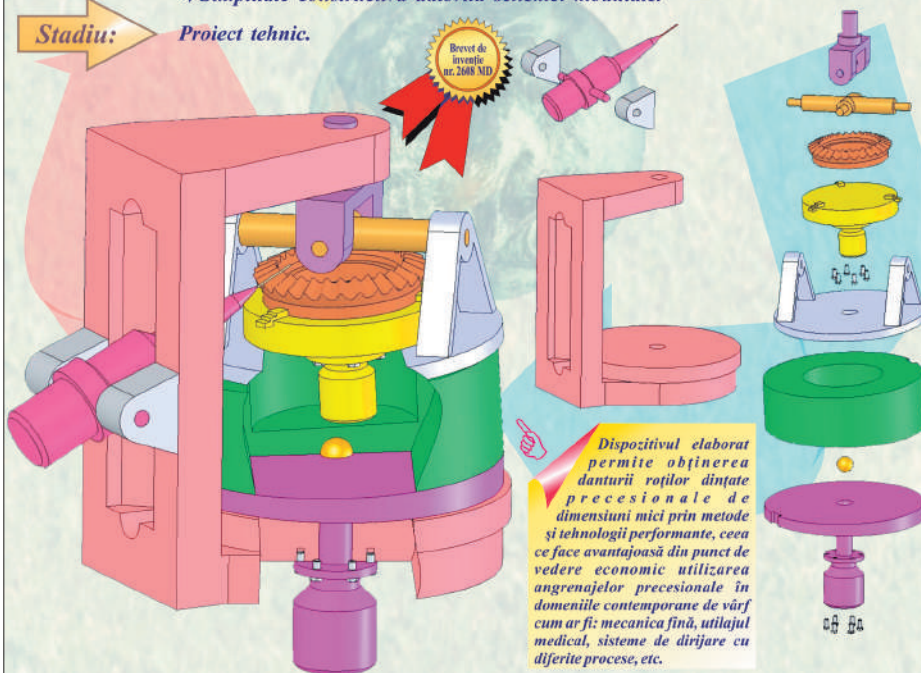 Stadiu:
Proiect tehnic.
Brevet de
invenție
nr. 2608 MD
Dispozitivul elaborat
permite obținerea
danturii roților dințate
precesionale de
dimensiuni mici prin metode
și tehnologii performante, ceea
ce face avantajoasă din punct de
vedere economic utilizarea
angrenajelor precesionale în
domeniile contemporane de vârf
cum ar fi: mecanica fină, utilajul
medical, sisteme de dirijare cu
diferite procese, etc.